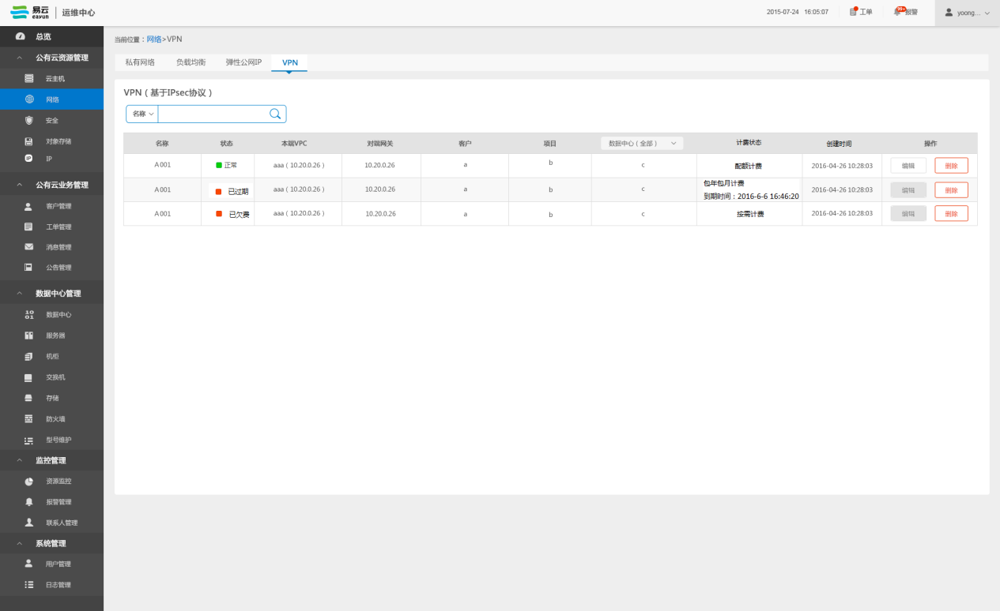 易云 eayun 运维中心
2015-07-24 16:05:07 工单 99+ 报警 yoong...
总览
公有云资源管理
云主机
网络
安全
对象存储
IP IP
公有云业务管理
客户管理
工单管理
消息管理
公告管理
数据中心管理
数据中心
服务器
机柜
交换机
存储
防火墙
型号维护
监控管理
资源监控
报警管理
联系人管理
系统管理
用户管理
日志管理
当前位置：网络>VPN
私有网络 负载均衡 弹性公网IP VPN
VPN（基于IPsec协议）
名称
名称 状态 本端VPC 对端网关 客户 项目 数据中心（全部） 计费状态 创建时间 操作
A001 正常 aaa（10.20.0.26） 10.20.0.26 a b c 配额计费 2016-04-26 10:28:03 编辑 删除
A001 已过期 aaa（10.20.0.26） 10.20.0.26 a b c 包年包月计费 2016-04-26 10:28:03 编辑 删除
到期时间：2016-6-6 16:46:20
A001 已欠费 aaa（10.20.0.26） 10.20.0.26 a b c 按需计费 2016-04-26 10:28:03 编辑 删除